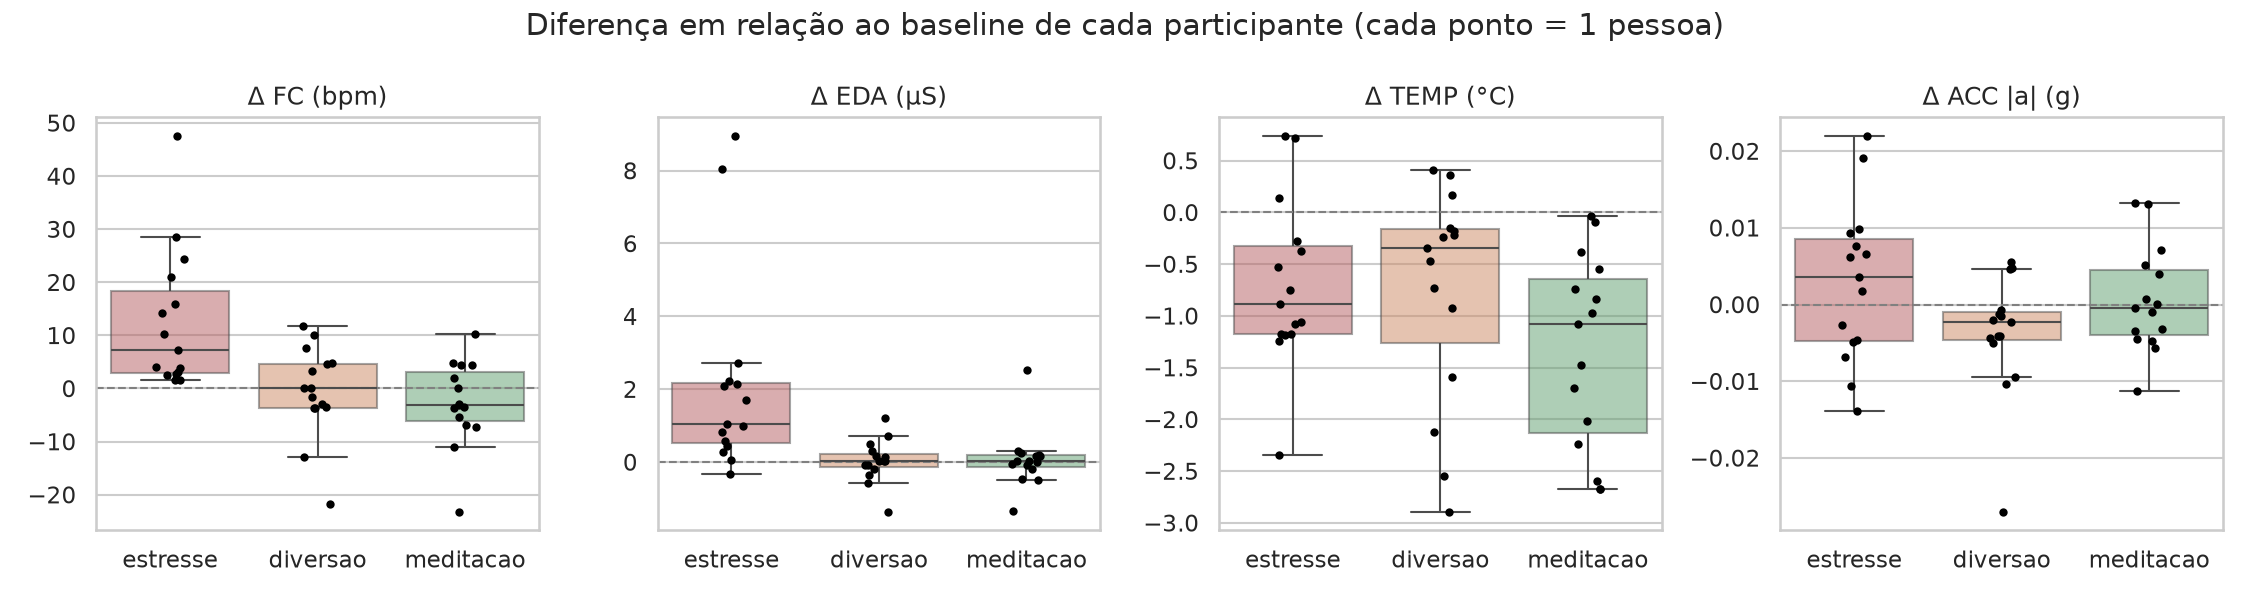 Diferença em relação ao baseline de cada participante (cada ponto = 1 pessoa)
Δ FC (bpm)
50
40
30
20
10
0
−10
−20
estresse diversao meditacao
Δ EDA (µS)
8
6
4
2
0
estresse diversao meditacao
Δ TEMP (°C)
0.5
0.0
−0.5
−1.0
−1.5
−2.0
−2.5
−3.0
estresse diversao meditacao
Δ ACC |a| (g)
0.02
0.01
0.00
−0.01
−0.02
estresse diversao meditacao